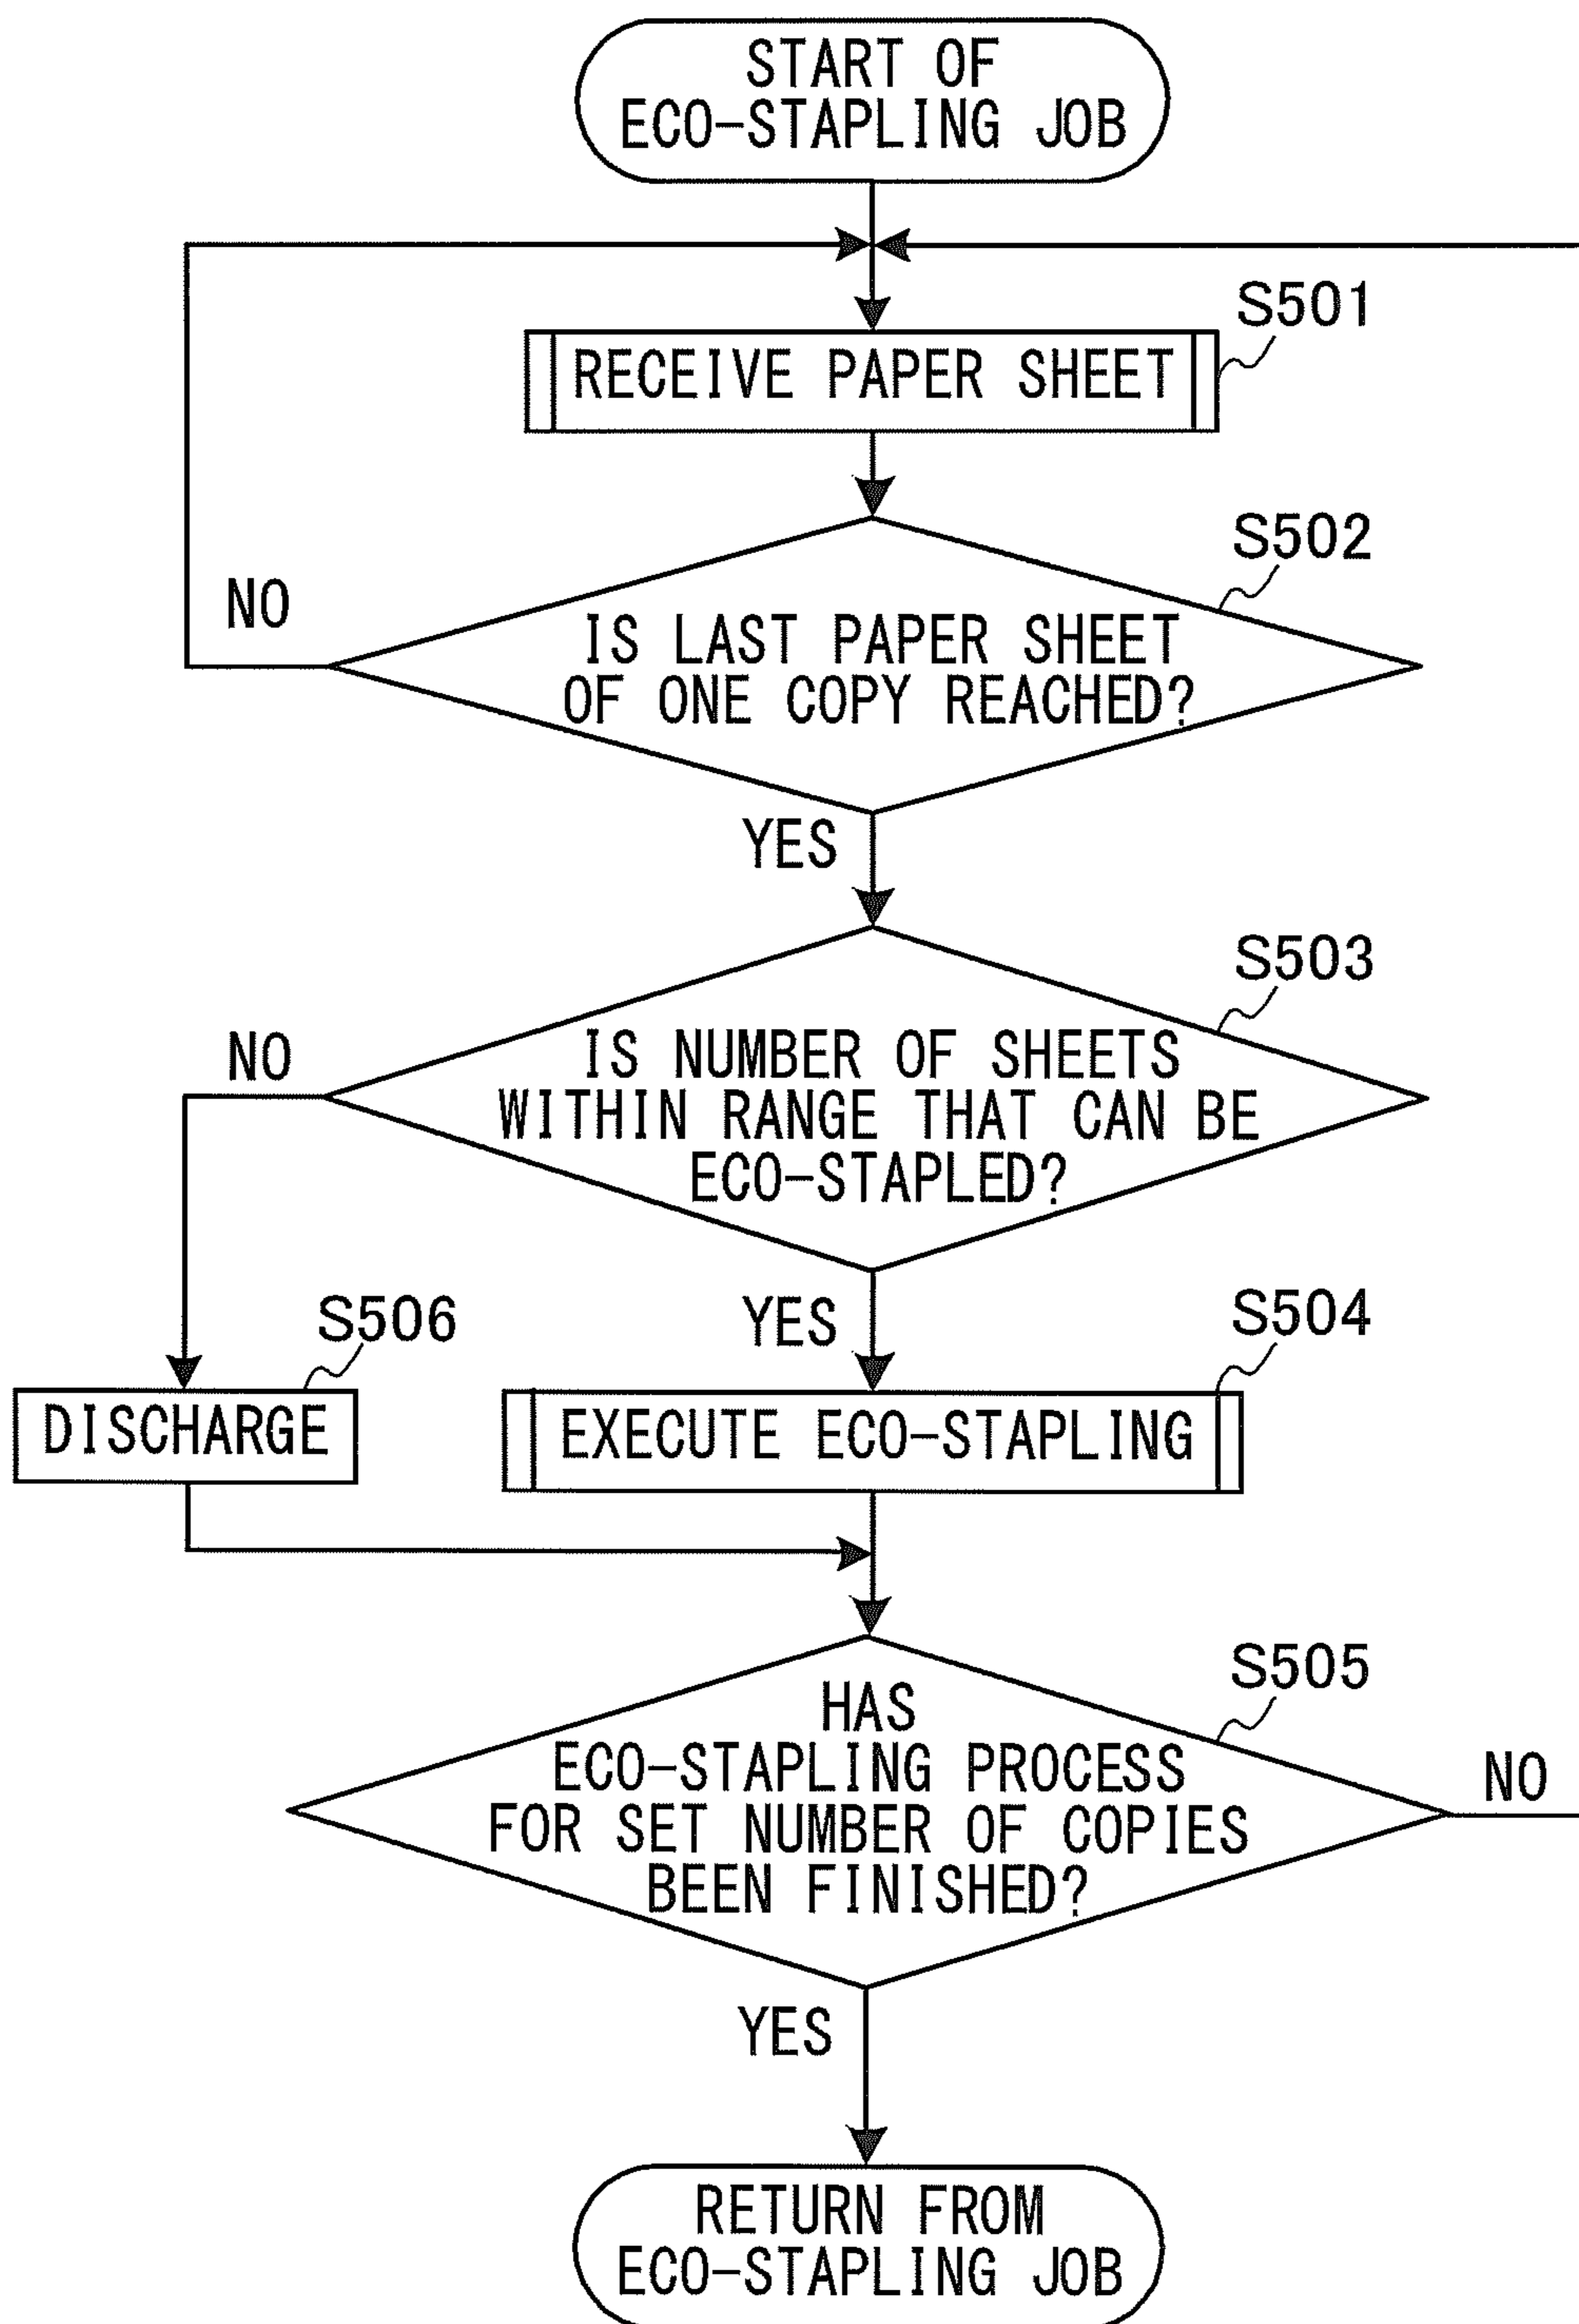 START OF
ECO-STAPLING JOB
S501
RECEIVE PAPER SHEET
S502
NO
IS LAST PAPER SHEET
OF ONE COPY REACHED?
YES
S503
NO
IS NUMBER OF SHEETS
WITHIN RANGE THAT CAN BE
ECO-STAPLED?
S506
YES
S504
DISCHARGE
EXECUTE ECO-STAPLING
S505
HAS
ECO-STAPLING PROCESS
FOR SET NUMBER OF COPIES
BEEN FINISHED?
NO
YES
RETURN FROM
ECO-STAPLING JOB